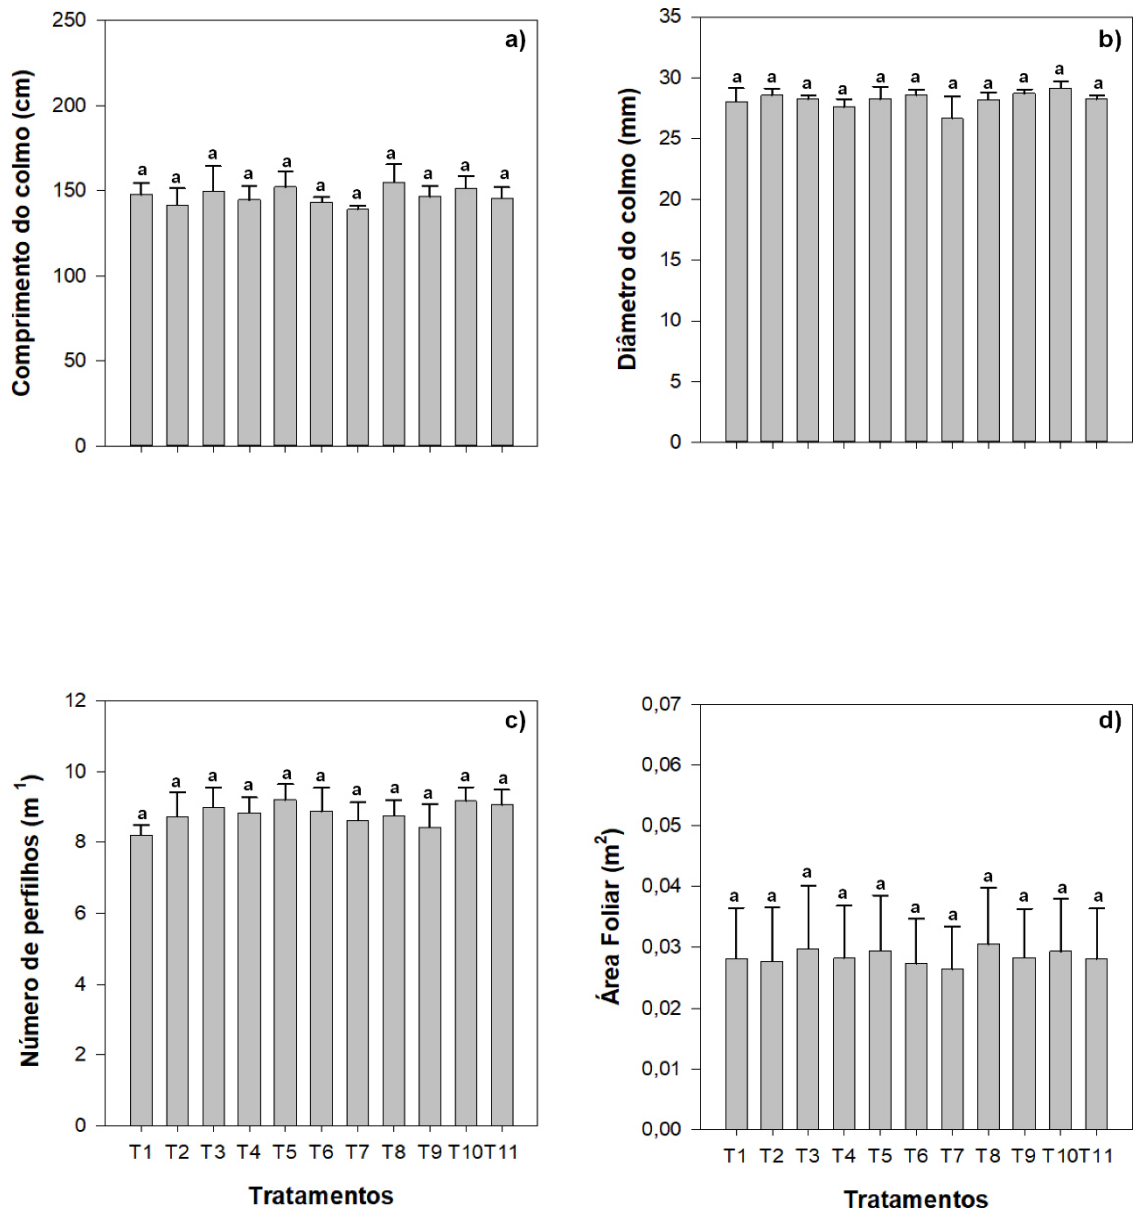 a)
Comprimento do colmo (cm)
250
200
150
100
50
0
a a a a a a a a a a a
b)
Diâmetro do colmo (mm)
35
30
25
20
15
10
5
0
a a a a a a a a a a a
c)
Número de perfilhos (m 1)
12
10
8
6
4
2
0
a a a a a a a a a a a
T1 T2 T3 T4 T5 T6 T7 T8 T9 T10 T11
Tratamentos
d)
Área Foliar (m²)
0,07
0,06
0,05
0,04
0,03
0,02
0,01
0,00
a a a a a a a a a a a
T1 T2 T3 T4 T5 T6 T7 T8 T9 T10 T11
Tratamentos